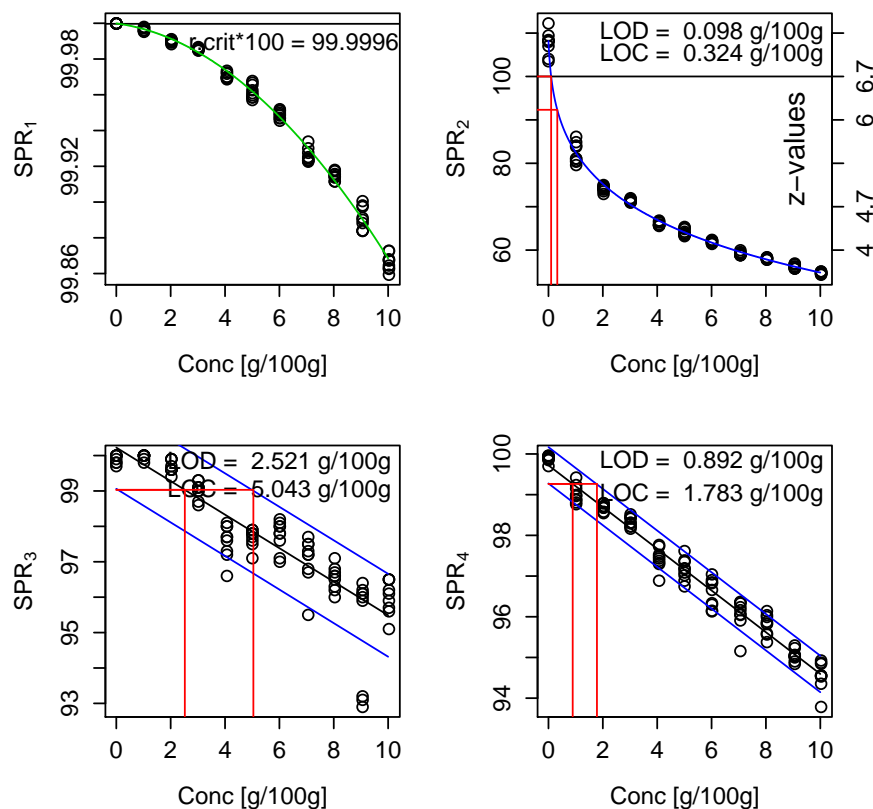 r-crit*100 = 99.9996
99.98
99.92
99.86
SPR1
0 2 4 6 8 10
Conc [g/100g]
LOD = 0.098 g/100g
LOC = 0.324 g/100g
100
80
60
SPR2
6.7
6
4.7
4
z−values
0 2 4 6 8 10
Conc [g/100g]
LOD = 2.521 g/100g
LOC = 5.043 g/100g
99
97
95
93
SPR3
0 2 4 6 8 10
Conc [g/100g]
LOD = 0.892 g/100g
LOC = 1.783 g/100g
100
98
96
94
SPR4
0 2 4 6 8 10
Conc [g/100g]